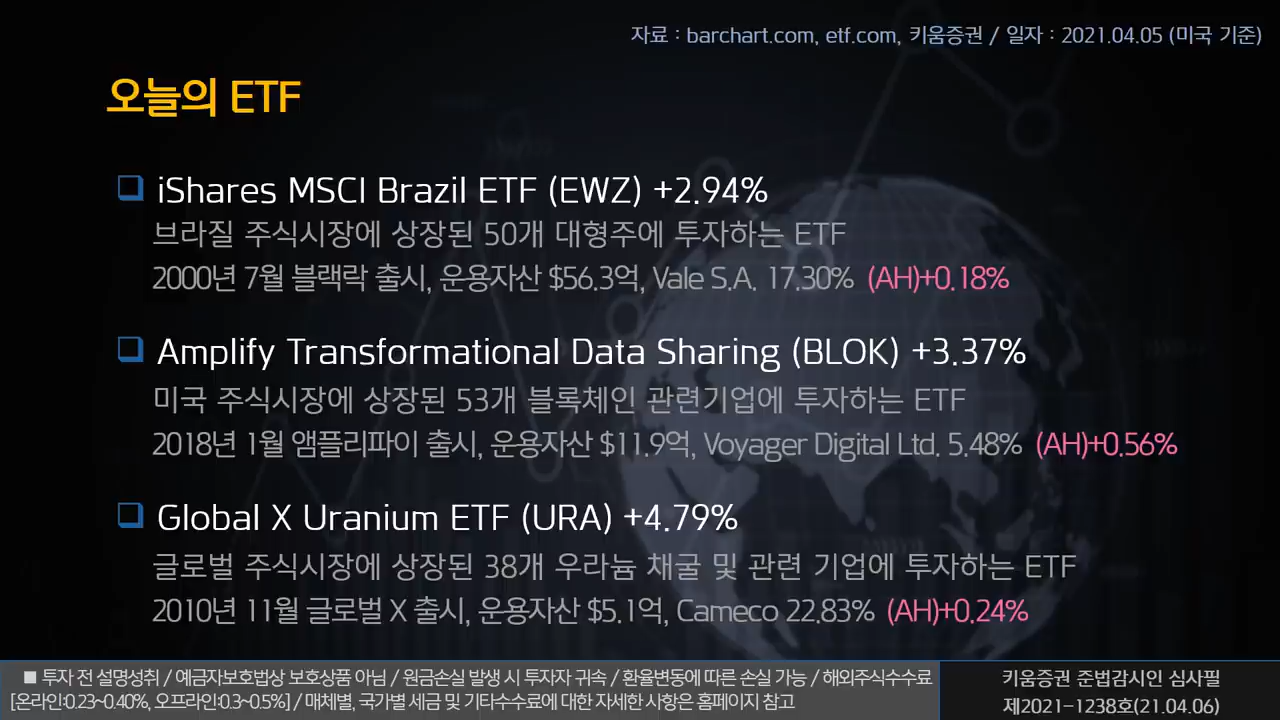 자료 : barchart.com, etf.com, 키움증권 / 일자 : 2021.04.05 (미국 기준)
오늘의 ETF
iShares MSCI Brazil ETF (EWZ) +2.94%
브라질 주식시장에 상장된 50개 대형주에 투자하는 ETF
2000년 7월 블랙락 출시, 운용자산 $56.3억, Vale S.A. 17.30% (AH)+0.18%
Amplify Transformational Data Sharing (BLOK) +3.37%
미국 주식시장에 상장된 53개 블록체인 관련기업에 투자하는 ETF
2018년 1월 앰플리파이 출시, 운용자산 $11.9억, Voyager Digital Ltd. 5.48% (AH)+0.56%
Global X Uranium ETF (URA) +4.79%
글로벌 주식시장에 상장된 38개 우라늄 채굴 및 관련 기업에 투자하는 ETF
2010년 11월 글로벌 X 출시, 운용자산 $5.1억, Cameco 22.83% (AH)+0.24%
■ 투자 전 설명성취 / 예금자보호법상 보호상품 아님 / 원금손실 발생 시 투자자 귀속 / 환율변동에 따른 손실 가능 / 해외주식수수료
[온라인:0.23~0.40%, 오프라인:0.3~0.5%] / 매체별, 국가별 세금 및 기타수수료에 대한 자세한 사항은 홈페이지 참고
키움증권 준법감시인 심사필
제2021-1238호(21.04.06)